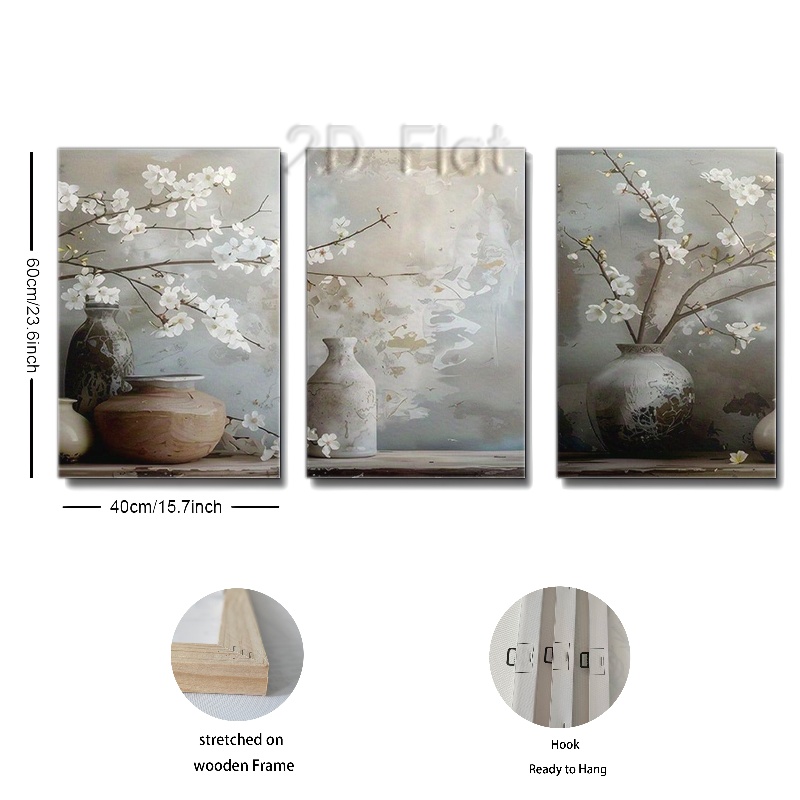 2D Flat
60cm/23.6inch
40cm/15.7inch
stretched on
wooden Frame
Hook
Ready to Hang